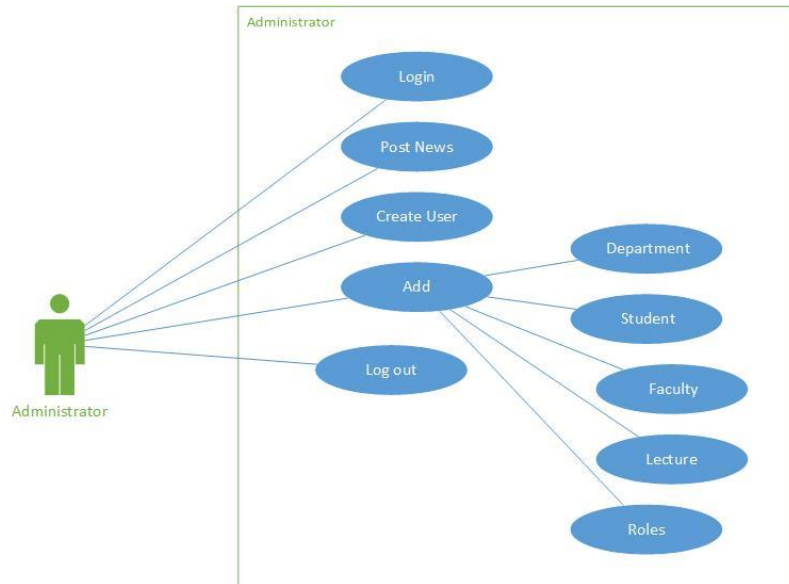 Administrator
Login
Post News
Create User
Add
Log out
Department
Student
Faculty
Lecture
Roles
Administrator